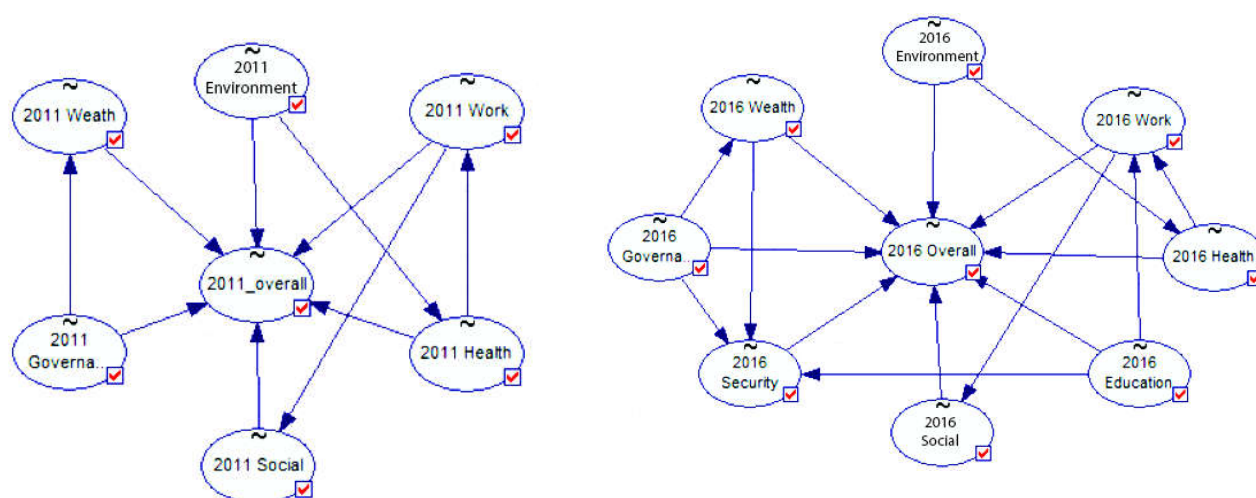 ~
2011
Environment
~
2011 Weath
~
2011 Work
~
2011_overall
~
2011
Governa...
~
2011 Health
~
2011 Social
~
2016
Environment
~
2016 Wealth
~
2016 Work
~
2016
Governa...
~
2016 Overall
~
2016 Health
~
2016
Security
~
2016
Education
~
2016
Social